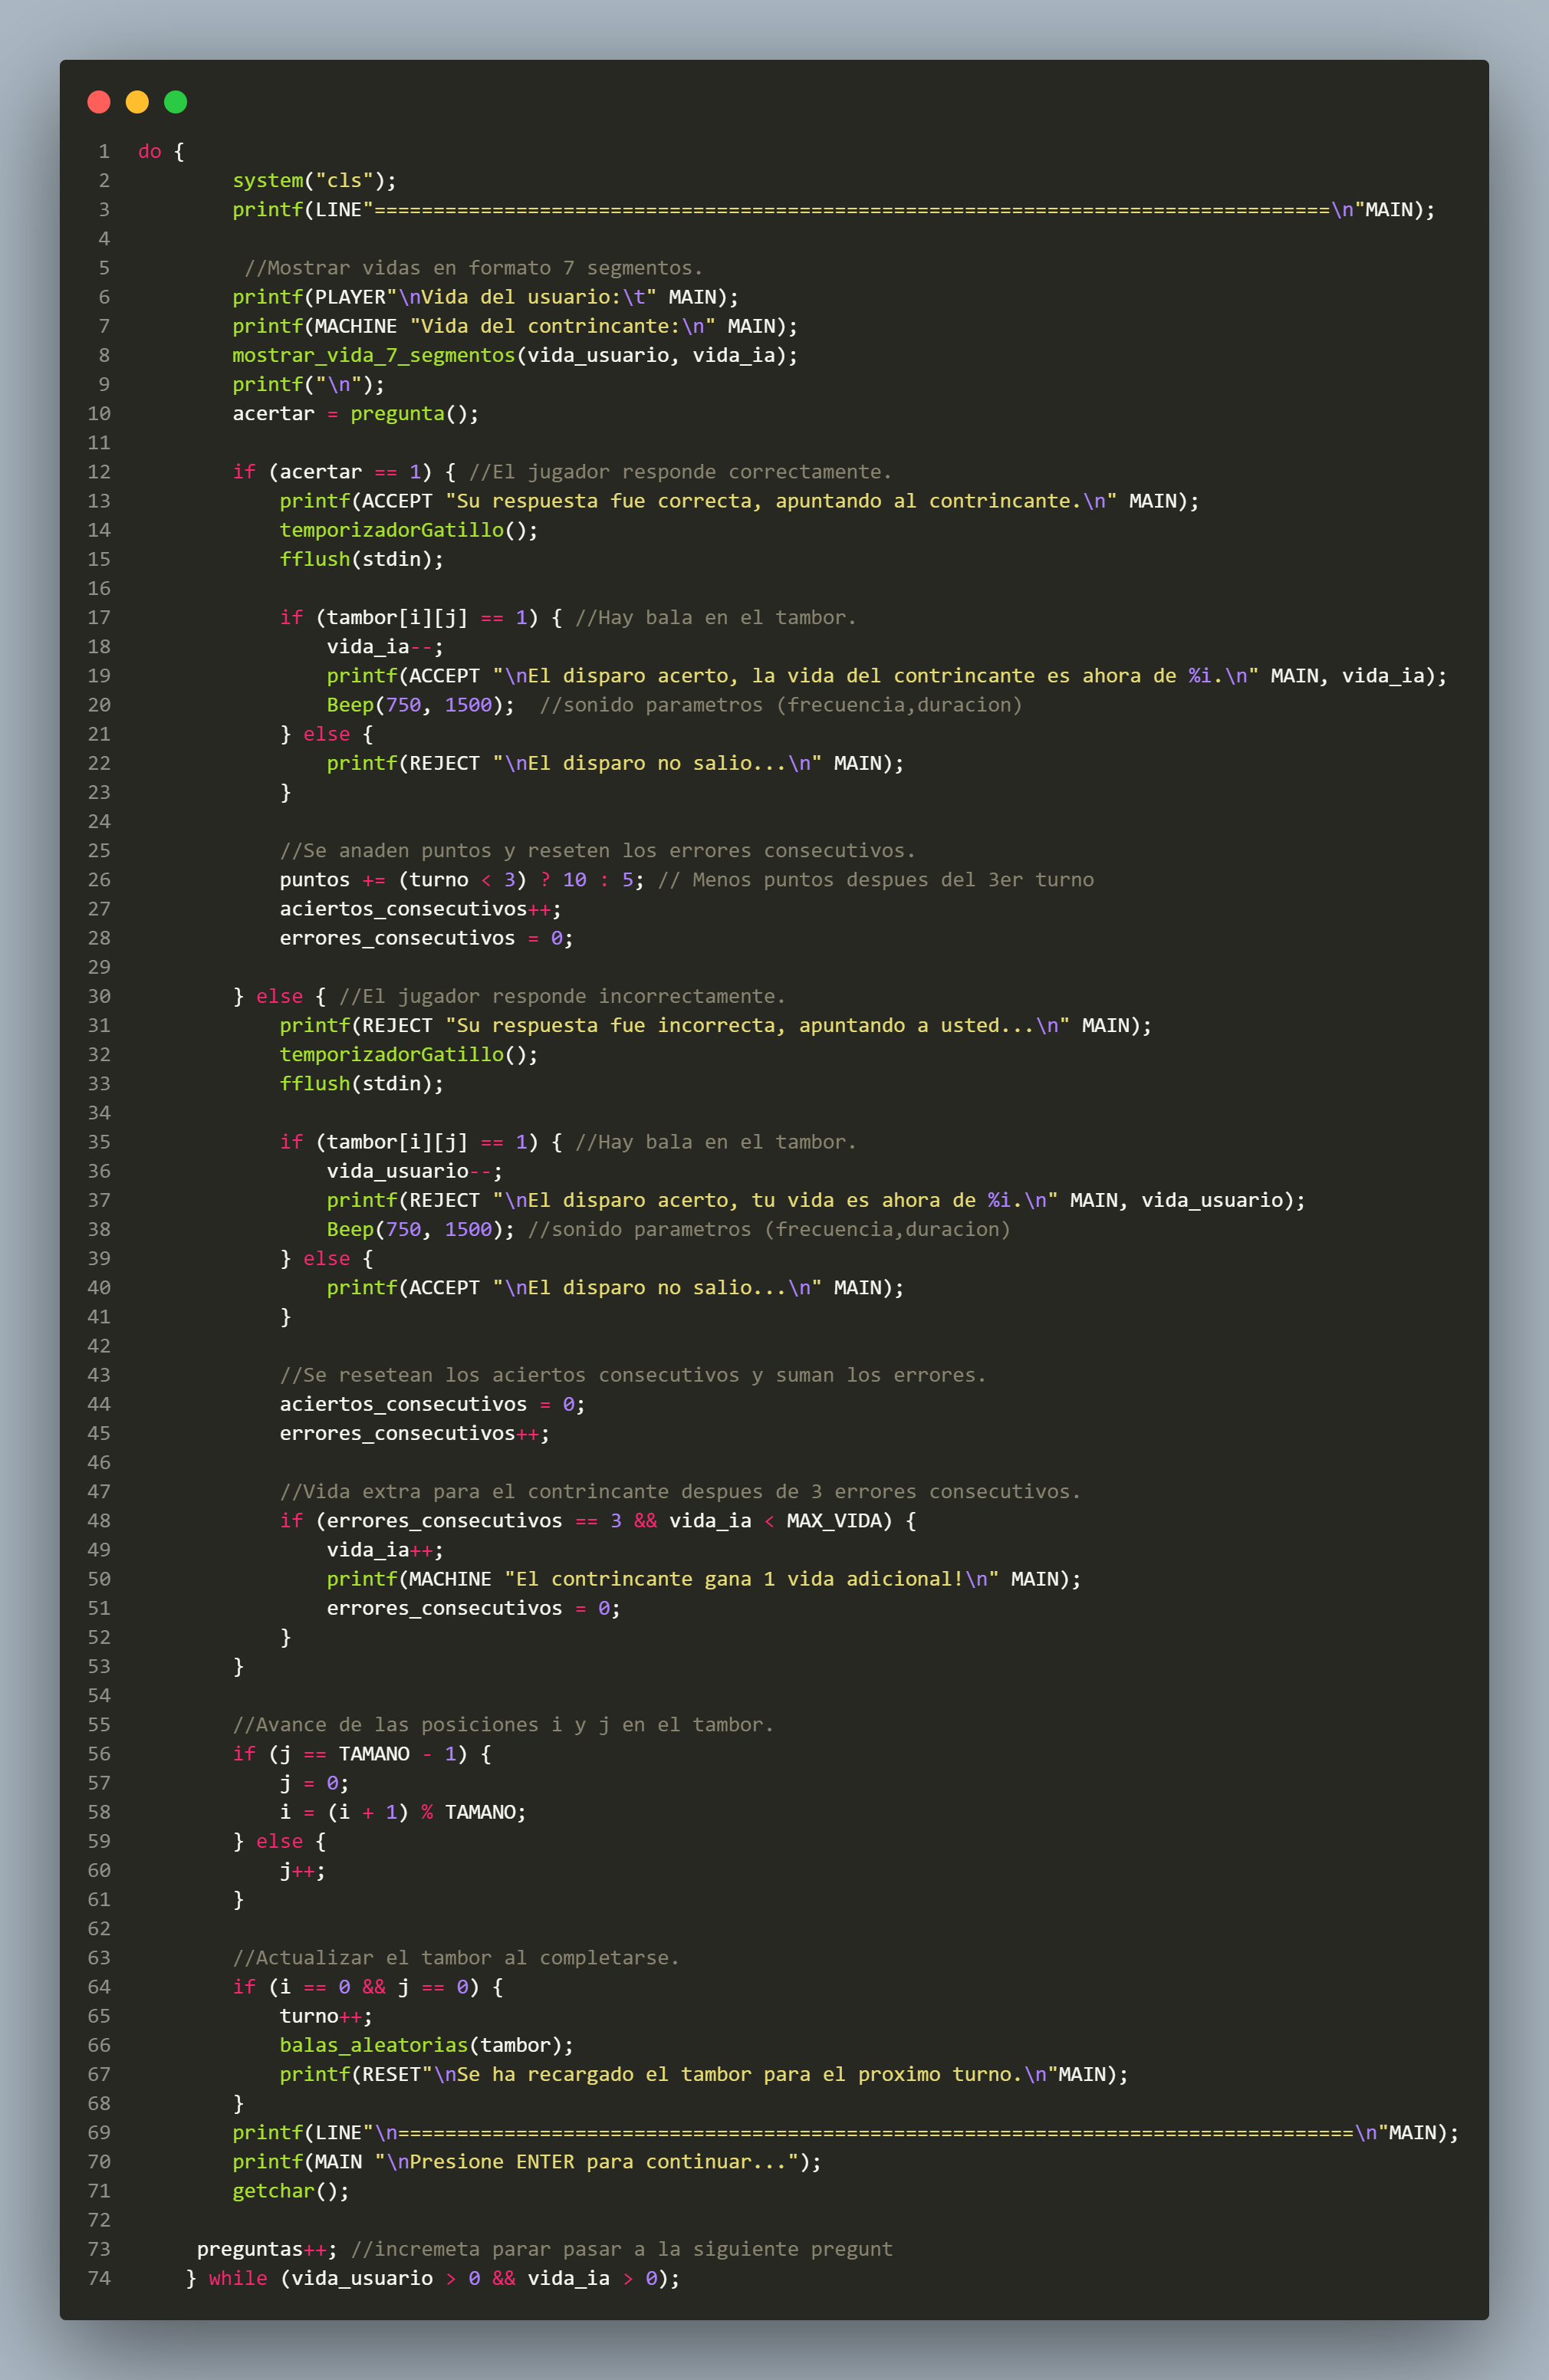 1 do {
2         system("cls");
3         printf(LINE"=================================================================================\n"MAIN);
4
5          //Mostrar vidas en formato 7 segmentos.
6         printf(PLAYER"\nVida del usuario:\t" MAIN);
7         printf(MACHINE "Vida del contrincante:\n" MAIN);
8         mostrar_vida_7_segmentos(vida_usuario, vida_ia);
9         printf("\n");
10         acertar = pregunta();
11
12         if (acertar == 1) { //El jugador responde correctamente.
13             printf(ACCEPT "Su respuesta fue correcta, apuntando al contrincante.\n" MAIN);
14             temporizadorGatillo();
15             fflush(stdin);
16
17             if (tambor[i][j] == 1) { //Hay bala en el tambor.
18                 vida_ia--;
19                 printf(ACCEPT "\nEl disparo acerto, la vida del contrincante es ahora de %i.\n" MAIN, vida_ia);
20                 Beep(750, 1500);  //sonido parametros (frecuencia,duracion)
21             } else {
22                 printf(REJECT "\nEl disparo no salio...\n" MAIN);
23             }
24
25             //Se anaden puntos y reseten los errores consecutivos.
26             puntos += (turno < 3) ? 10 : 5; // Menos puntos despues del 3er turno
27             aciertos_consecutivos++;
28             errores_consecutivos = 0;
29
30         } else { //El jugador responde incorrectamente.
31             printf(REJECT "Su respuesta fue incorrecta, apuntando a usted...\n" MAIN);
32             temporizadorGatillo();
33             fflush(stdin);
34
35             if (tambor[i][j] == 1) { //Hay bala en el tambor.
36                 vida_usuario--;
37                 printf(REJECT "\nEl disparo acerto, tu vida es ahora de %i.\n" MAIN, vida_usuario);
38                 Beep(750, 1500); //sonido parametros (frecuencia,duracion)
39             } else {
40                 printf(ACCEPT "\nEl disparo no salio...\n" MAIN);
41             }
42
43             //Se resetean los aciertos consecutivos y suman los errores.
44             aciertos_consecutivos = 0;
45             errores_consecutivos++;
46
47             //Vida extra para el contrincante despues de 3 errores consecutivos.
48             if (errores_consecutivos == 3 && vida_ia < MAX_VIDA) {
49                 vida_ia++;
50                 printf(MACHINE "El contrincante gana 1 vida adicional!\n" MAIN);
51                 errores_consecutivos = 0;
52             }
53         }
54
55         //Avance de las posiciones i y j en el tambor.
56         if (j == TAMANO - 1) {
57             j = 0;
58             i = (i + 1) % TAMANO;
59         } else {
60             j++;
61         }
62
63         //Actualizar el tambor al completarse.
64         if (i == 0 && j == 0) {
65             turno++;
66             balas_aleatorias(tambor);
67             printf(RESET"\nSe ha recargado el tambor para el proximo turno.\n"MAIN);
68         }
69         printf(LINE"\n=================================================================================\n"MAIN);
70         printf(MAIN "\nPresione ENTER para continuar...");
71         getchar();
72
73      preguntas++; //incremeta parar pasar a la siguiente pregunt
74     } while (vida_usuario > 0 && vida_ia > 0);